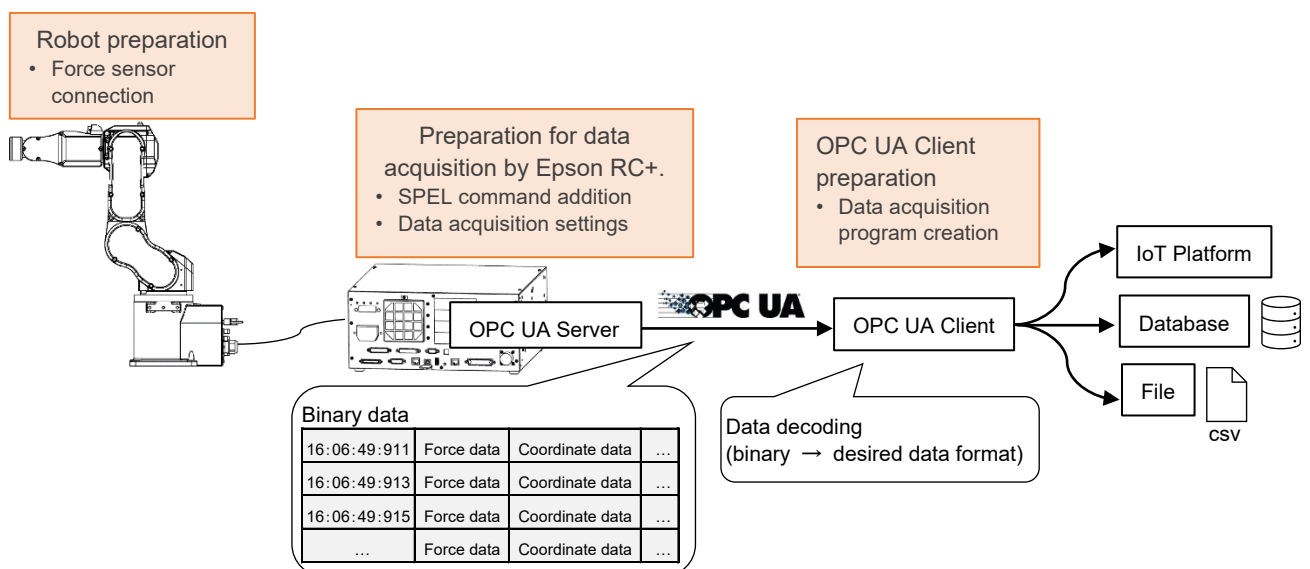 Robot preparation
• Force sensor
connection
Preparation for data
acquisition by Epson RC+.
• SPEL command addition
• Data acquisition settings
OPC UA Client
preparation
• Data acquisition
program creation
OPC UA Server
OPC UA
OPC UA Client
IoT Platform
Database
File
csv
Binary data
16:06:49:911 Force data Coordinate data …
16:06:49:913 Force data Coordinate data …
16:06:49:915 Force data Coordinate data …
… Force data Coordinate data …
Data decoding
(binary → desired data format)